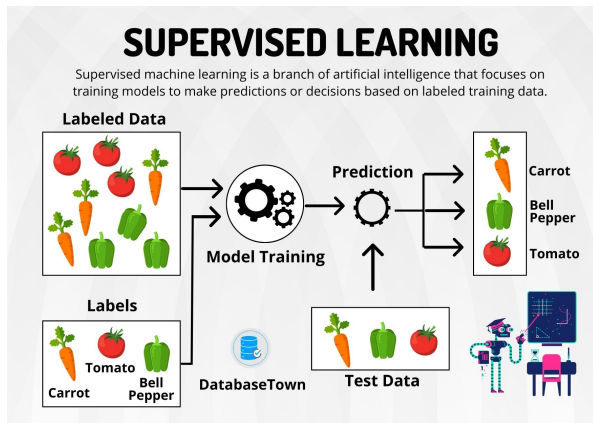 SUPERVISED LEARNING
Supervised machine learning is a branch of artificial intelligence that focuses on
training models to make predictions or decisions based on labeled training data.
Labeled Data
Prediction
Carrot
Bell
Pepper
Tomato
Model Training
Labels
Carrot
Tomato
Bell
Pepper
DatabaseTown
Test Data